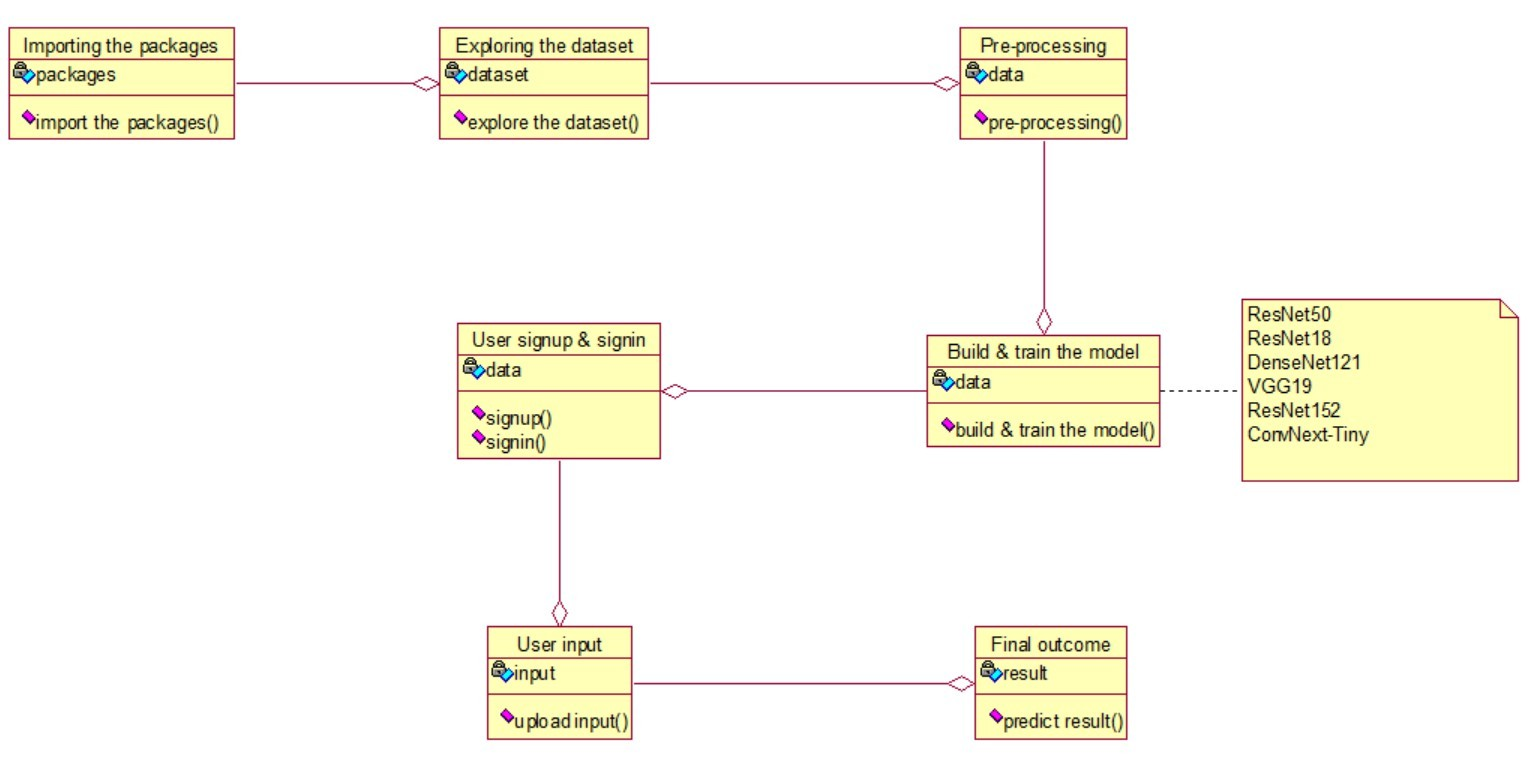 Importing the packages
packages
import the packages()
Exploring the dataset
dataset
explore the dataset()
Pre-processing
data
pre-processing()
User signup & signin
data
signup()
signin()
Build & train the model
data
build & train the model()
ResNet50
ResNet18
DenseNet121
VGG19
ResNet152
ConvNext-Tiny
User input
input
upload input()
Final outcome
result
predict result()